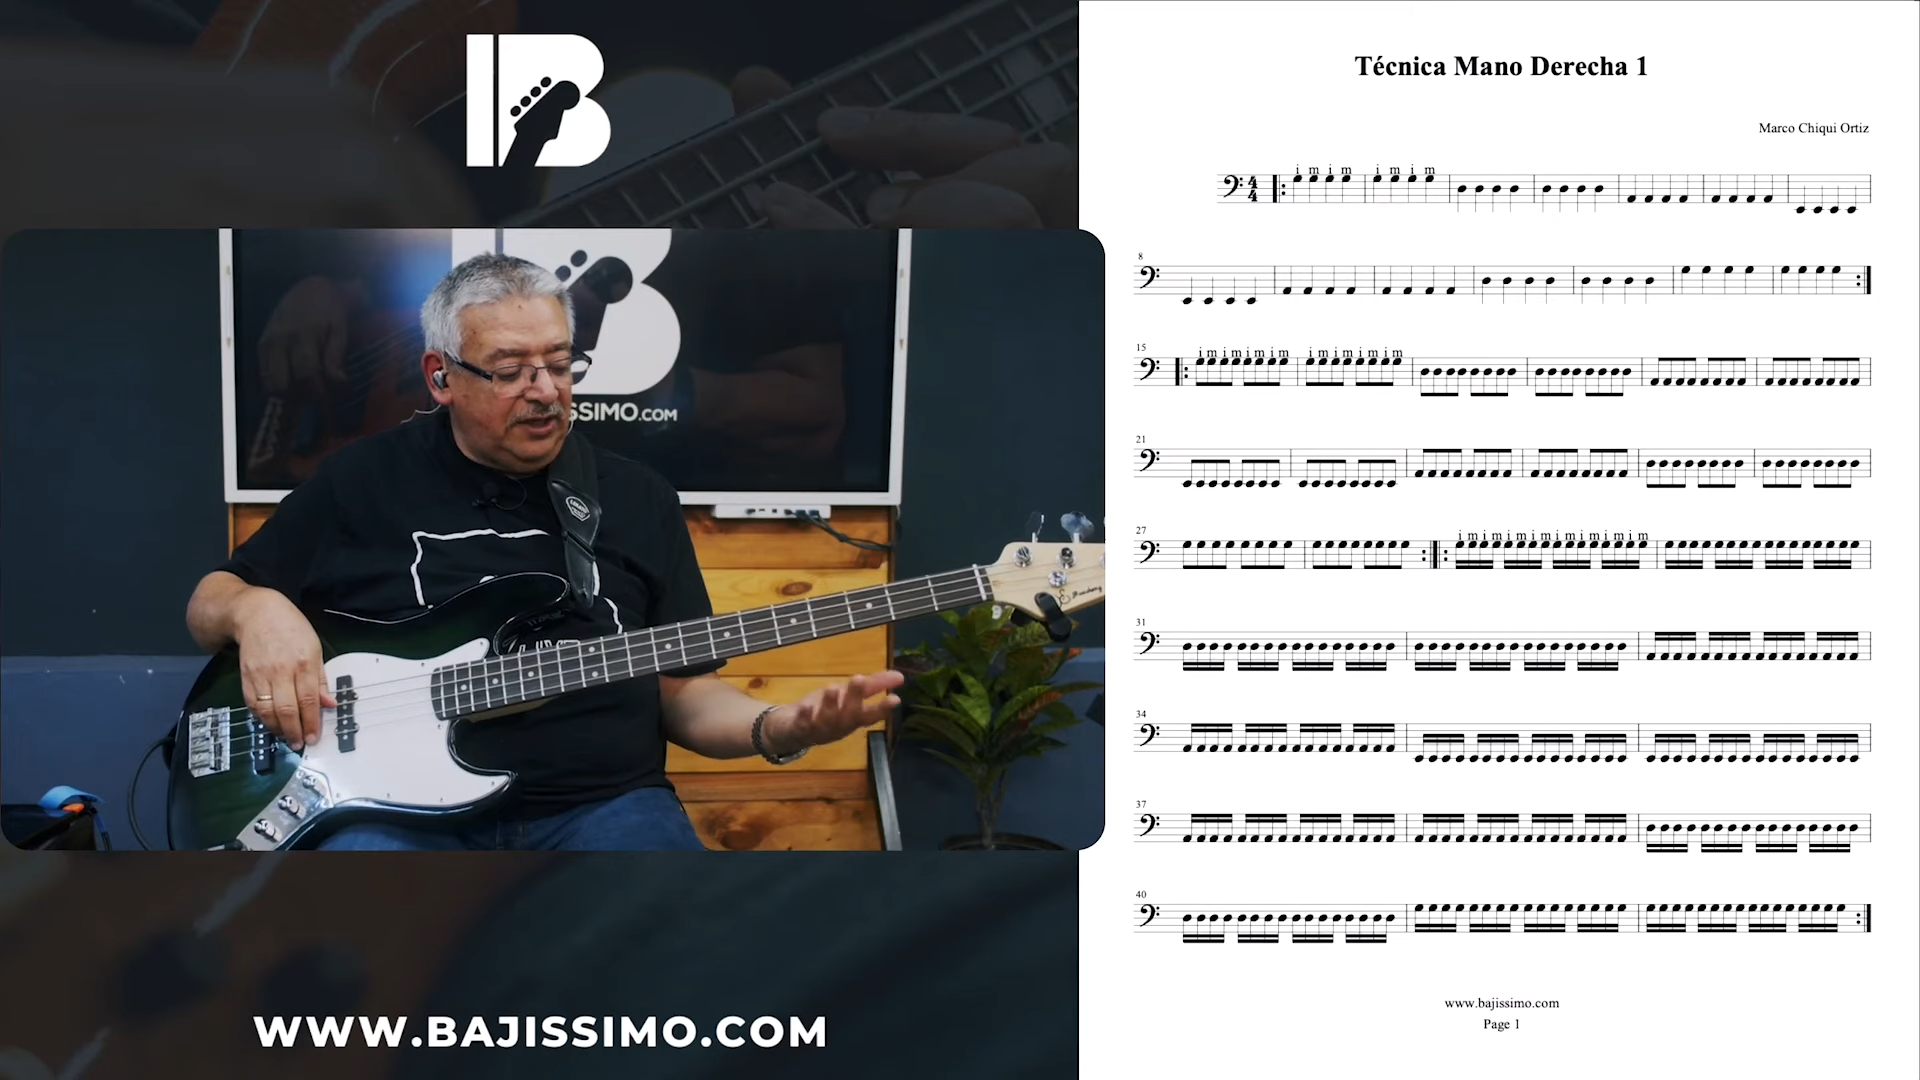 SSIMO.COM
WWW.BAJISSIMO.COM
Técnica Mano Derecha 1
Marco Chiqui Ortiz
i m i m i m i m
8
15
i m i m i m i m i m i m i m i m
21
27
i m i m i m i m i m i m i m i m
31
34
37
40
www.bajissimo.com
Page 1